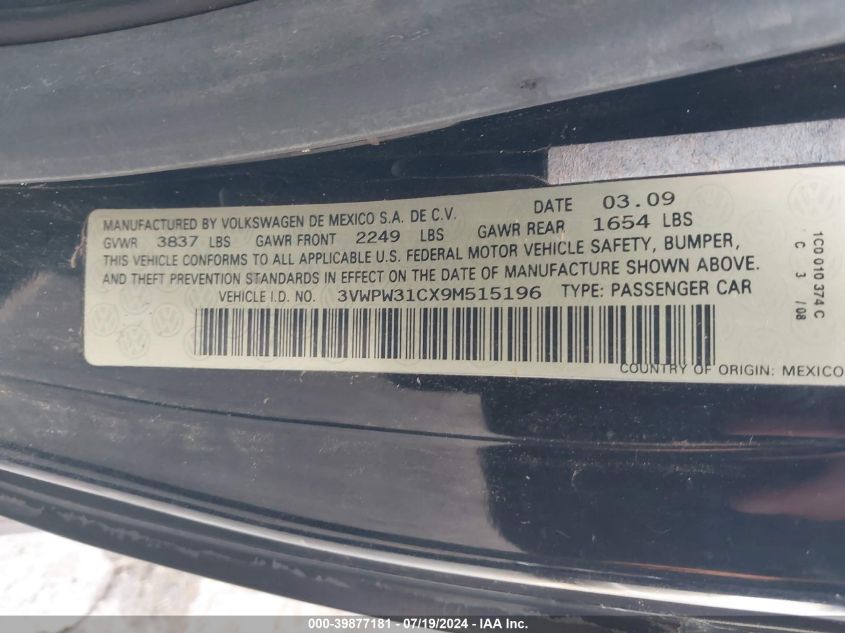 MANUFACTURED BY VOLKSWAGEN DE MEXICO S.A. DE C.V. DATE 03.09
GVWR 3837 LBS GAWR FRONT 2249 LBS GAWR REAR 1654 LBS
THIS VEHICLE CONFORMS TO ALL APPLICABLE U.S. FEDERAL MOTOR VEHICLE SAFETY, BUMPER,
AND THEFT PREVENTION STANDARDS IN EFFECT ON THE DATE OF MANUFACTURE SHOWN ABOVE.
VEHICLE I.D. NO. 3VWPW31CX9M515196 TYPE: PASSENGER CAR
COUNTRY OF ORIGIN: MEXICO
1C0 010 374 C
C 3 /08
000-39877181 - 07/19/2024 - IAAI.COM